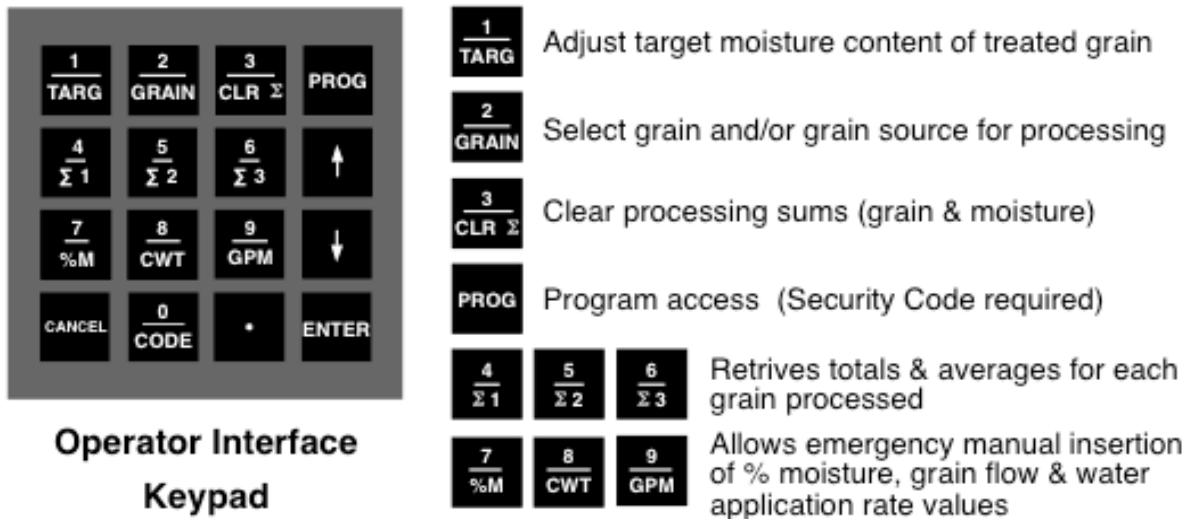 1 2 3 PROG
TARG GRAIN CLR Σ
4 5 6 ↑
Σ 1 Σ 2 Σ 3
7 8 9 ↓
%M CWT GPM
CANCEL 0 • ENTER
CODE
Operator Interface
Keypad
1
TARG
Adjust target moisture content of treated grain
2
GRAIN
Select grain and/or grain source for processing
3
CLR Σ
Clear processing sums (grain & moisture)
PROG
Program access (Security Code required)
4 5 6
Σ 1 Σ 2 Σ 3
Retrives totals & averages for each
grain processed
7 8 9
%M CWT GPM
Allows emergency manual insertion
of % moisture, grain flow & water
application rate values